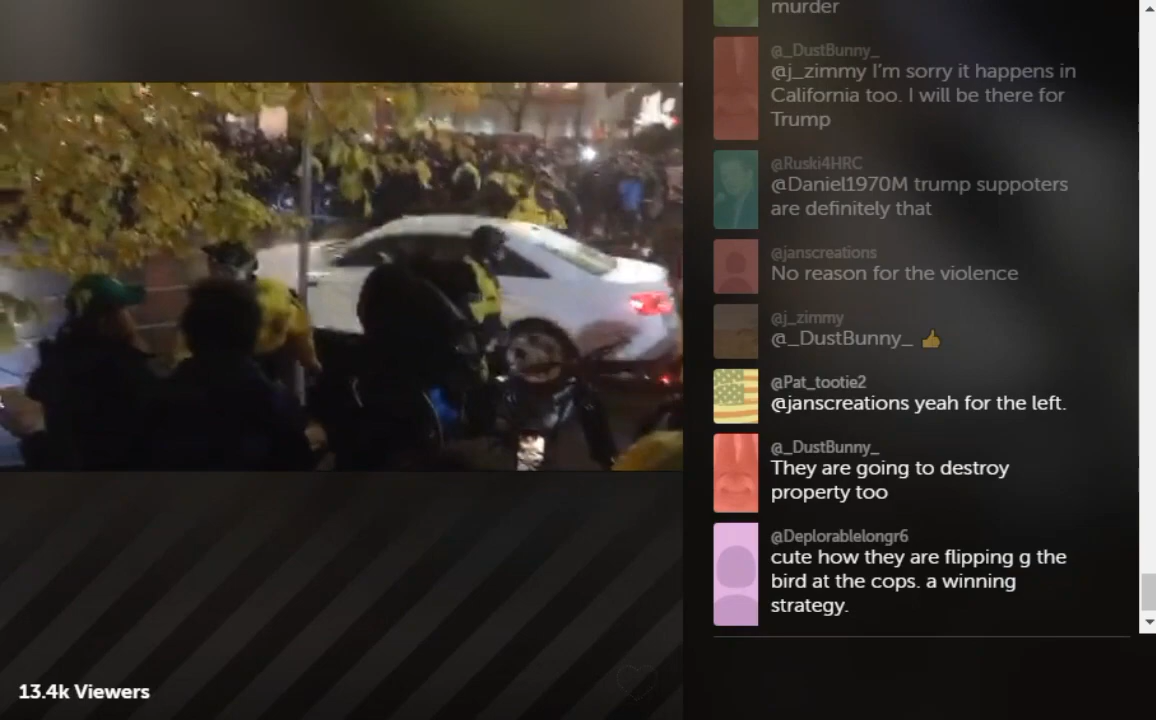 murder
@_DustBunny_
@j_zimmy I'm sorry it happens in
California too. I will be there for
Trump
@Ruski4HRC
@Daniel1970M trump suppoters
are definitely that
@janscreations
No reason for the violence
@j_zimmy
@_DustBunny_ 👍
@Pat_tootie2
@janscreations yeah for the left.
@_DustBunny_
They are going to destroy
property too
@Deplorablelongr6
cute how they are flipping g the
bird at the cops. a winning
strategy.
13.4k Viewers